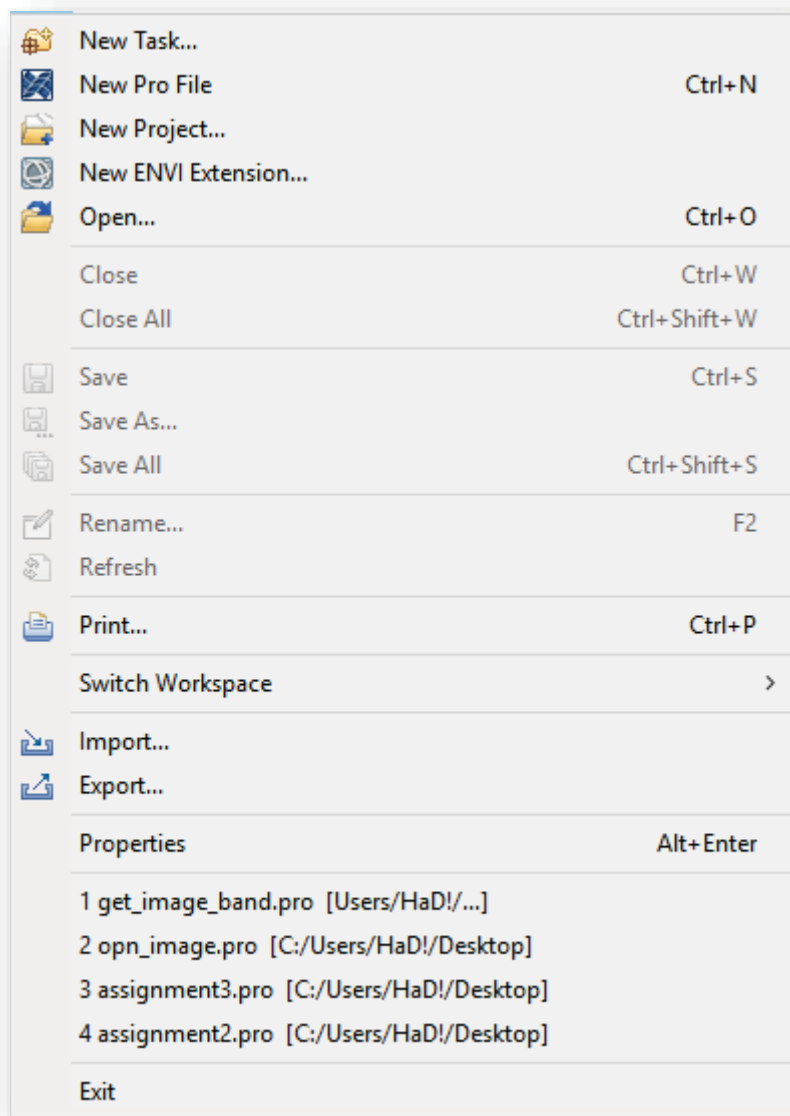 New Task...
New Pro File Ctrl+N
New Project...
New ENVI Extension...
Open... Ctrl+O
Close Ctrl+W
Close All Ctrl+Shift+W
Save Ctrl+S
Save As...
Save All Ctrl+Shift+S
Rename... F2
Refresh
Print... Ctrl+P
Switch Workspace
Import...
Export...
Properties Alt+Enter
1 get_image_band.pro [Users/HaD!/...]
2 opn_image.pro [C:/Users/HaD!/Desktop]
3 assignment3.pro [C:/Users/HaD!/Desktop]
4 assignment2.pro [C:/Users/HaD!/Desktop]
Exit